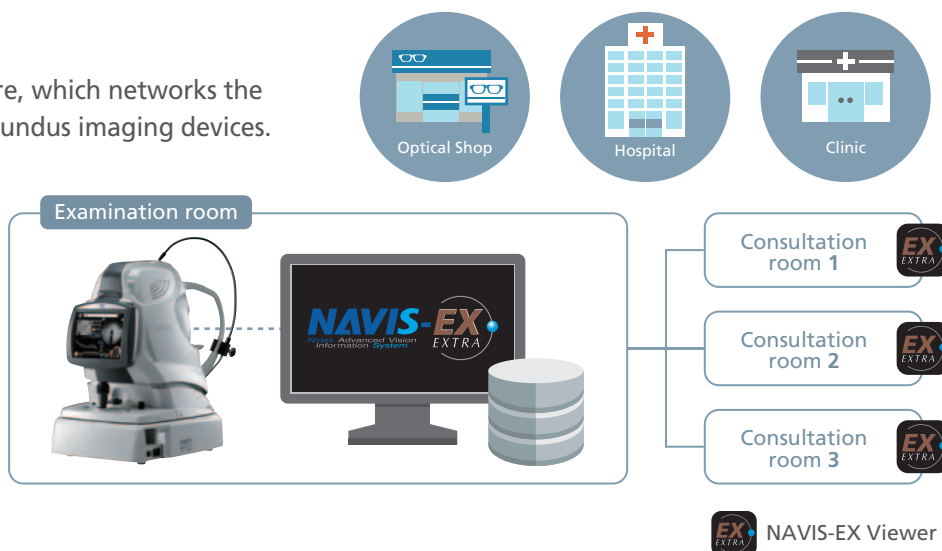 re, which networks the
undus imaging devices.
Optical Shop
Hospital
Clinic
Examination room
NAVIS-EX
EXTRA
Nidek Advanced Vision
Information System
Consultation
room 1
EX
EXTRA
Consultation
room 2
EX
EXTRA
Consultation
room 3
EX
EXTRA
EX
EXTRA
NAVIS-EX Viewer